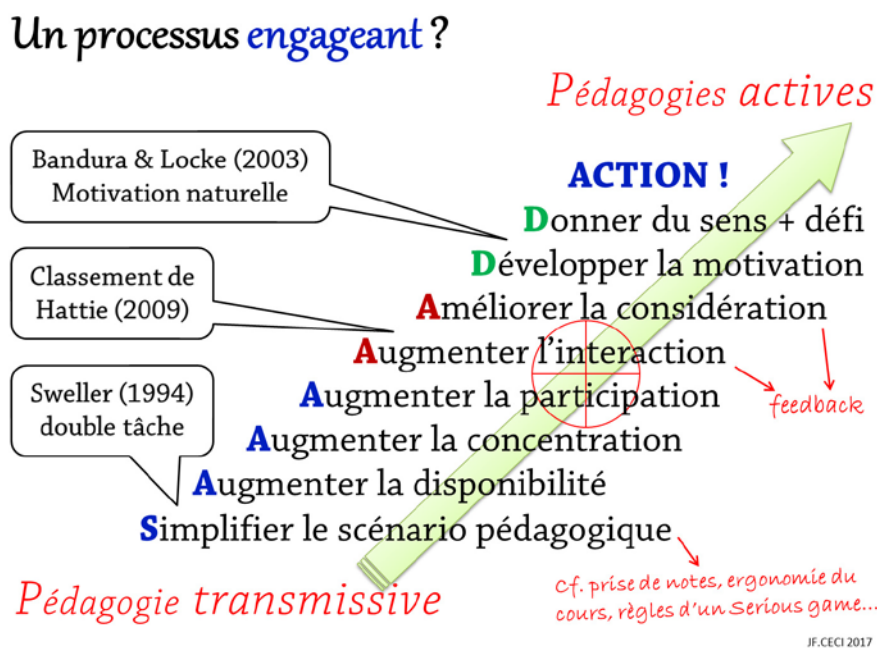 Un processus engageant ?
Pédagogies actives
Bandura & Locke (2003)
Motivation naturelle
ACTION !
Donner du sens + défi
Développer la motivation
Classement de
Hattie (2009)
Améliorer la considération
Augmenter l'interaction
Sweller (1994)
double tâche
Augmenter la participation
feedback
Augmenter la concentration
Augmenter la disponibilité
Simplifier le scénario pédagogique
Pédagogie transmissive
Cf. prise de notes, ergonomie du
cours, règles d'un Serious game...
JF.CECI 2017